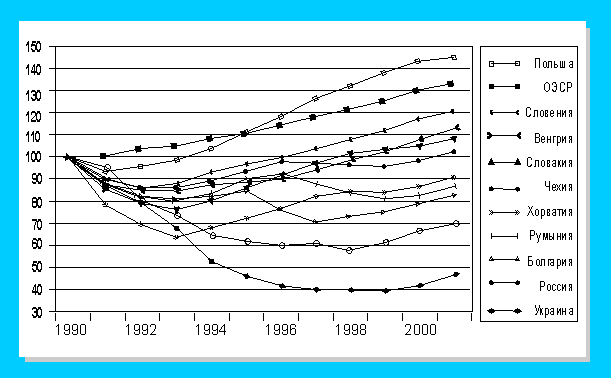 150
140
130
120
110
100
90
80
70
60
50
40
30
1990 1992 1994 1996 1998 2000
Польша
ОЭСР
Словения
Венгрия
Словакия
Чехия
Хорватия
Румыния
Болгария
Россия
Украина